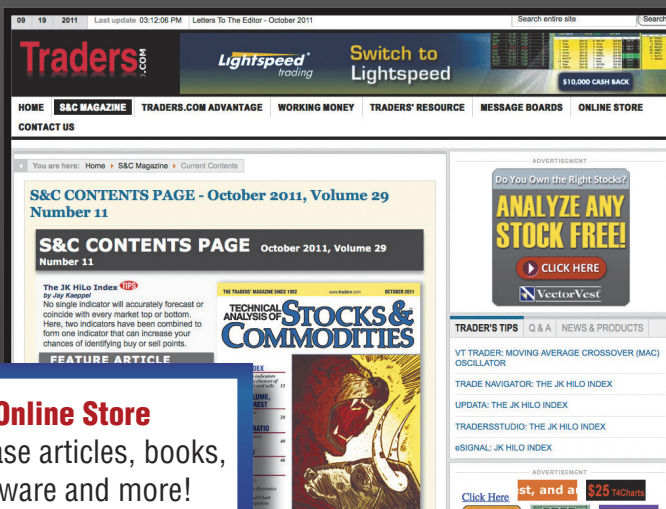 09 19 2011 Last update 03:12:06 PM Letters To The Editor - October 2011
Search entire site
Traders
Lightspeed
trading
Switch to
Lightspeed
$10,000 CASH BACK
HOME S&C MAGAZINE TRADERS.COM ADVANTAGE WORKING MONEY TRADERS' RESOURCE MESSAGE BOARDS ONLINE STORE
CONTACT US
You are here: Home S&C Magazine Current Contents
S&C CONTENTS PAGE - October 2011, Volume 29
Number 11
S&C CONTENTS PAGE October 2011, Volume 29
Number 11
The JK HiLo Index TIPS
by Jay Kaeppel
No single indicator will accurately forecast or
coincide with every market top or bottom.
Here, two indicators have been combined to
form one indicator that can increase your
chances of identifying buy or sell points.
FEATURE ARTICLE
THE TRADERS' MAGAZINE SINCE 1982 www.traders.com OCTOBER 2011
TECHNICAL
ANALYSIS OF
STOCKS &
COMMODITIES
Online Store
articles, books,
and more!
ADVERTISEMENT
Do You Own the Right Stocks?
ANALYZE ANY
STOCK FREE!
CLICK HERE
VectorVest
TRADER'S TIPS Q & A NEWS & PRODUCTS
VT TRADER: MOVING AVERAGE CROSSOVER (MAC)
OSCILLATOR
TRADE NAVIGATOR: THE JK HILO INDEX
UPDATA: THE JK HILO INDEX
TRADERSSTUDIO: THE JK HILO INDEX
eSIGNAL: JK HILO INDEX
ADVERTISEMENT
Click Here
$25 T4Charts